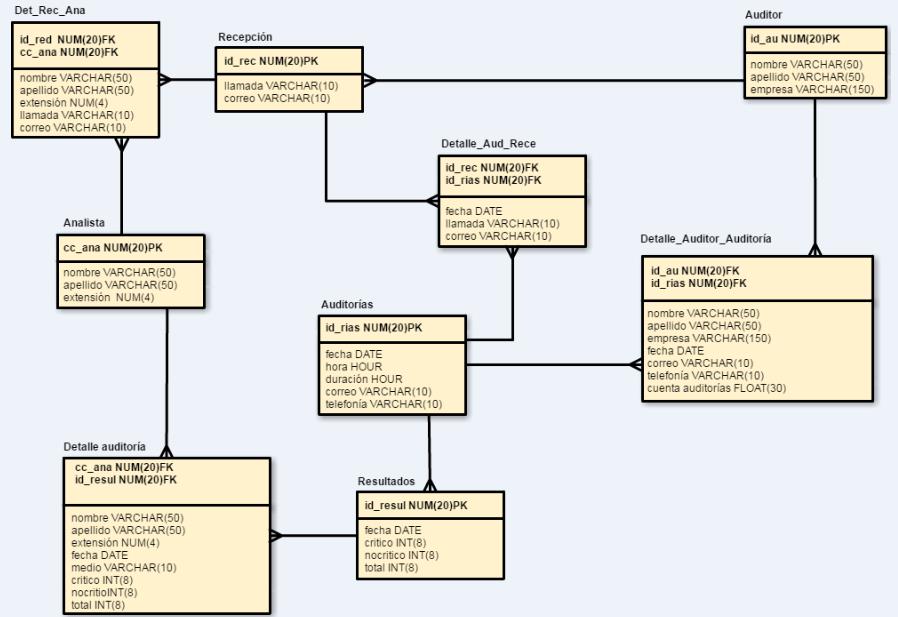 Det_Rec_Ana
id_red NUM(20)FK
cc_ana NUM(20)FK
nombre VARCHAR(50)
apellido VARCHAR(50)
extensión NUM(4)
llamada VARCHAR(10)
correo VARCHAR(10)
Recepción
id_rec NUM(20)PK
llamada VARCHAR(10)
correo VARCHAR(10)
Auditor
id_au NUM(20)PK
nombre VARCHAR(50)
apellido VARCHAR(50)
empresa VARCHAR(150)
Detalle_Aud_Rece
id_rec NUM(20)FK
id_rias NUM(20)FK
fecha DATE
llamada VARCHAR(10)
correo VARCHAR(10)
Analista
cc_ana NUM(20)PK
nombre VARCHAR(50)
apellido VARCHAR(50)
extensión NUM(4)
Detalle_Auditor_Auditoría
id_au NUM(20)FK
id_rias NUM(20)FK
nombre VARCHAR(50)
apellido VARCHAR(50)
empresa VARCHAR(150)
fecha DATE
correo VARCHAR(10)
telefonía VARCHAR(10)
cuenta auditorías FLOAT(30)
Auditorías
id_rias NUM(20)PK
fecha DATE
hora HOUR
duración HOUR
correo VARCHAR(10)
telefonía VARCHAR(10)
Detalle auditoría
cc_ana NUM(20)FK
id_resul NUM(20)FK
nombre VARCHAR(50)
apellido VARCHAR(50)
extensión NUM(4)
fecha DATE
medio VARCHAR(10)
critico INT(8)
nocritioINT(8)
total INT(8)
Resultados
id_resul NUM(20)PK
fecha DATE
critico INT(8)
nocritico INT(8)
total INT(8)